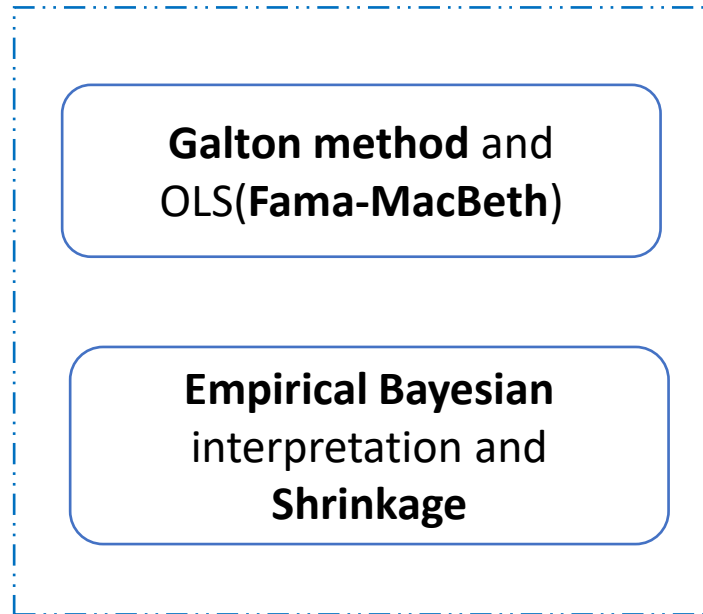 Galton method and
OLS(Fama-MacBeth)
Empirical Bayesian
interpretation and
Shrinkage